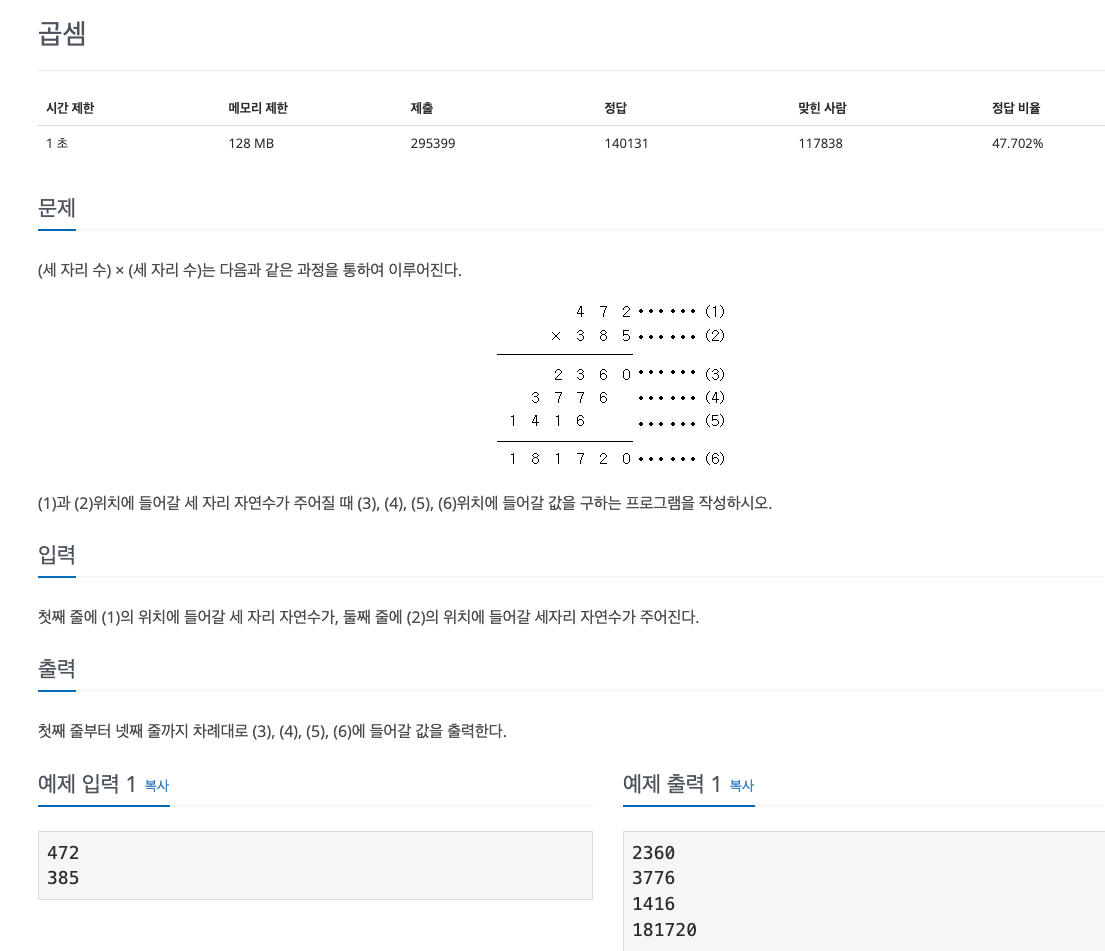 곱셈
시간 제한 메모리 제한 제출 정답 맞힌 사람 정답 비율
1 초 128 MB 295399 140131 117838 47.702%
문제
(세 자리 수) × (세 자리 수)는 다음과 같은 과정을 통하여 이루어진다.
4 7 2 •••••• (1)
× 3 8 5 •••••• (2)
2 3 6 0 •••••• (3)
3 7 7 6 •••••• (4)
1 4 1 6 •••••• (5)
1 8 1 7 2 0 •••••• (6)
(1)과 (2)위치에 들어갈 세 자리 자연수가 주어질 때 (3), (4), (5), (6)위치에 들어갈 값을 구하는 프로그램을 작성하시오.
입력
첫째 줄에 (1)의 위치에 들어갈 세 자리 자연수가, 둘째 줄에 (2)의 위치에 들어갈 세자리 자연수가 주어진다.
출력
첫째 줄부터 넷째 줄까지 차례대로 (3), (4), (5), (6)에 들어갈 값을 출력한다.
예제 입력 1 복사
472
385
예제 출력 1 복사
2360
3776
1416
181720